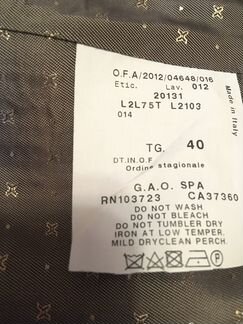 O.F.A/2012/04648/016
Etic. Lav. 012
20131
L2L75T L2103
014
TG. 40
DT.IN.O.F
Ordine stagionale
G.A.O. SPA
RN103723 CA37360
DO NOT WASH
DO NOT BLEACH
DO NOT TUMBLE DRY
IRON AT LOW TEMPER.
MILD DRYCLEAN PERCH.
P
Made in Italy